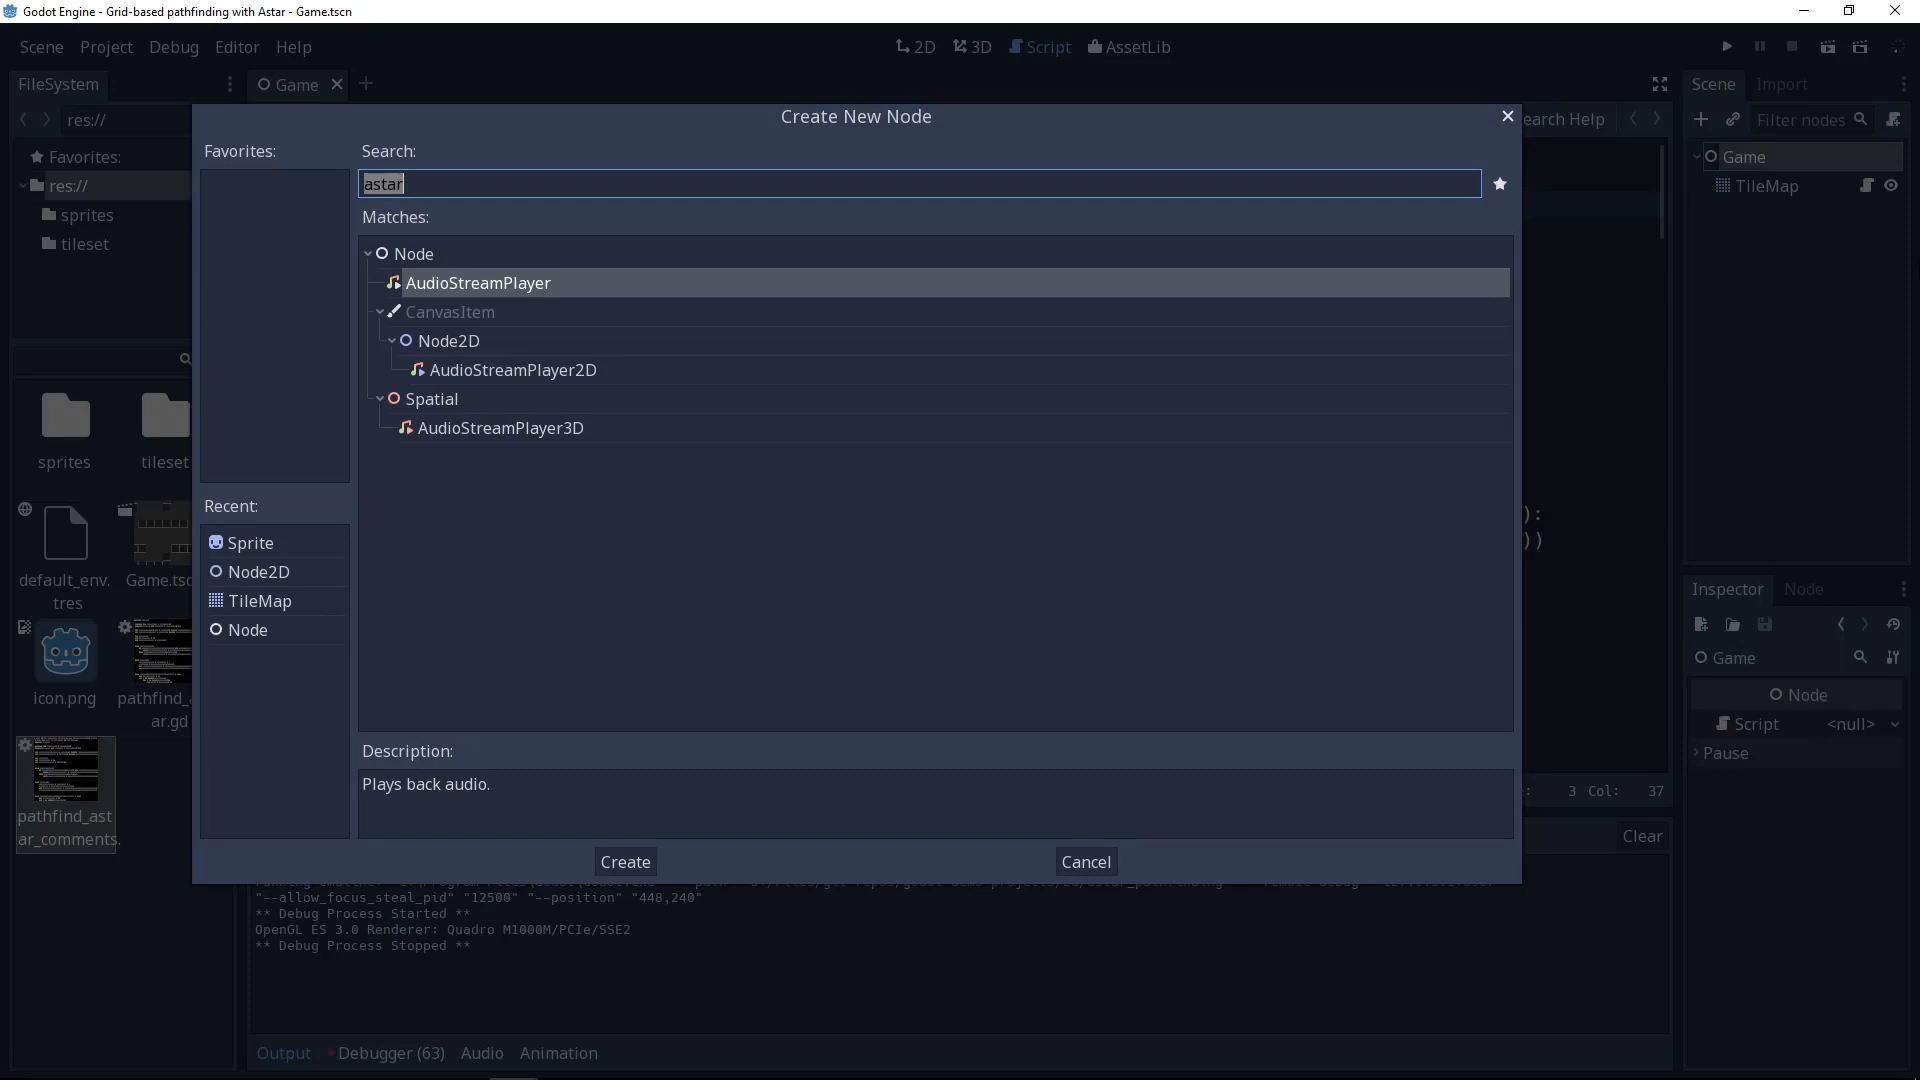 Godot Engine - Grid-based pathfinding with Astar - Game.tscn
Scene Project Debug Editor Help
2D 3D Script AssetLib
FileSystem
Game
Scene Import
res://
earch Help
Filter nodes
Create New Node
Favorites:
Search:
astar
Matches:
Node
AudioStreamPlayer
CanvasItem
Node2D
AudioStreamPlayer2D
Spatial
AudioStreamPlayer3D
Recent:
Sprite
Node2D
TileMap
Node
Description:
Plays back audio.
Create
Cancel
Favorites:
res://
sprites
tileset
sprites
tileset
default_env.
tres
Game.tsc
icon.png
pathfind_
ar.gd
pathfind_ast
ar_comments.
):
))
: 3 Col: 37
Clear
"--allow_focus_steal_pid" "12500" "--position" "448,240"
** Debug Process Started **
OpenGL ES 3.0 Renderer: Quadro M1000M/PCIe/SSE2
** Debug Process Stopped **
Output Debugger (63) Audio Animation
Game
TileMap
Inspector Node
Game
Node
Script <null>
Pause